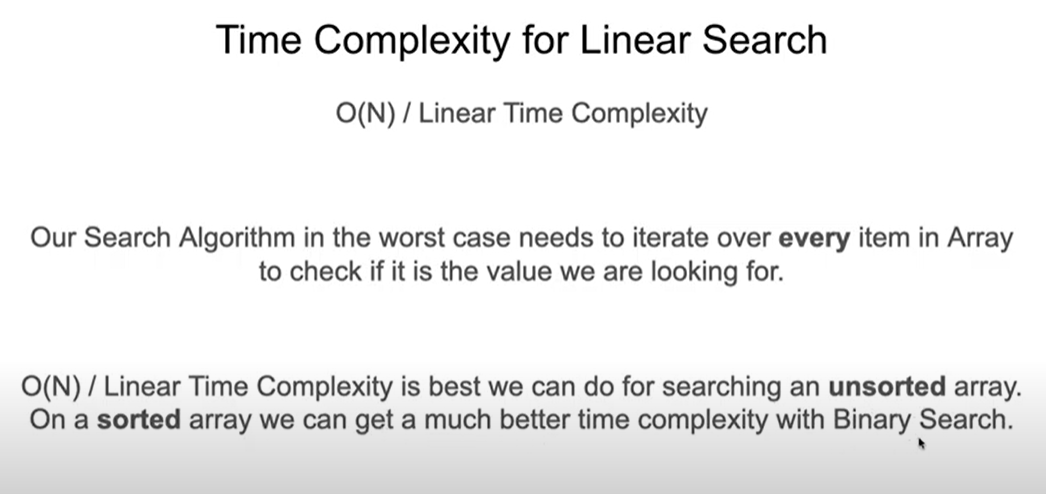 Time Complexity for Linear Search
O(N) / Linear Time Complexity
Our Search Algorithm in the worst case needs to iterate over every item in Array
to check if it is the value we are looking for.
O(N) / Linear Time Complexity is best we can do for searching an unsorted array.
On a sorted array we can get a much better time complexity with Binary Search.